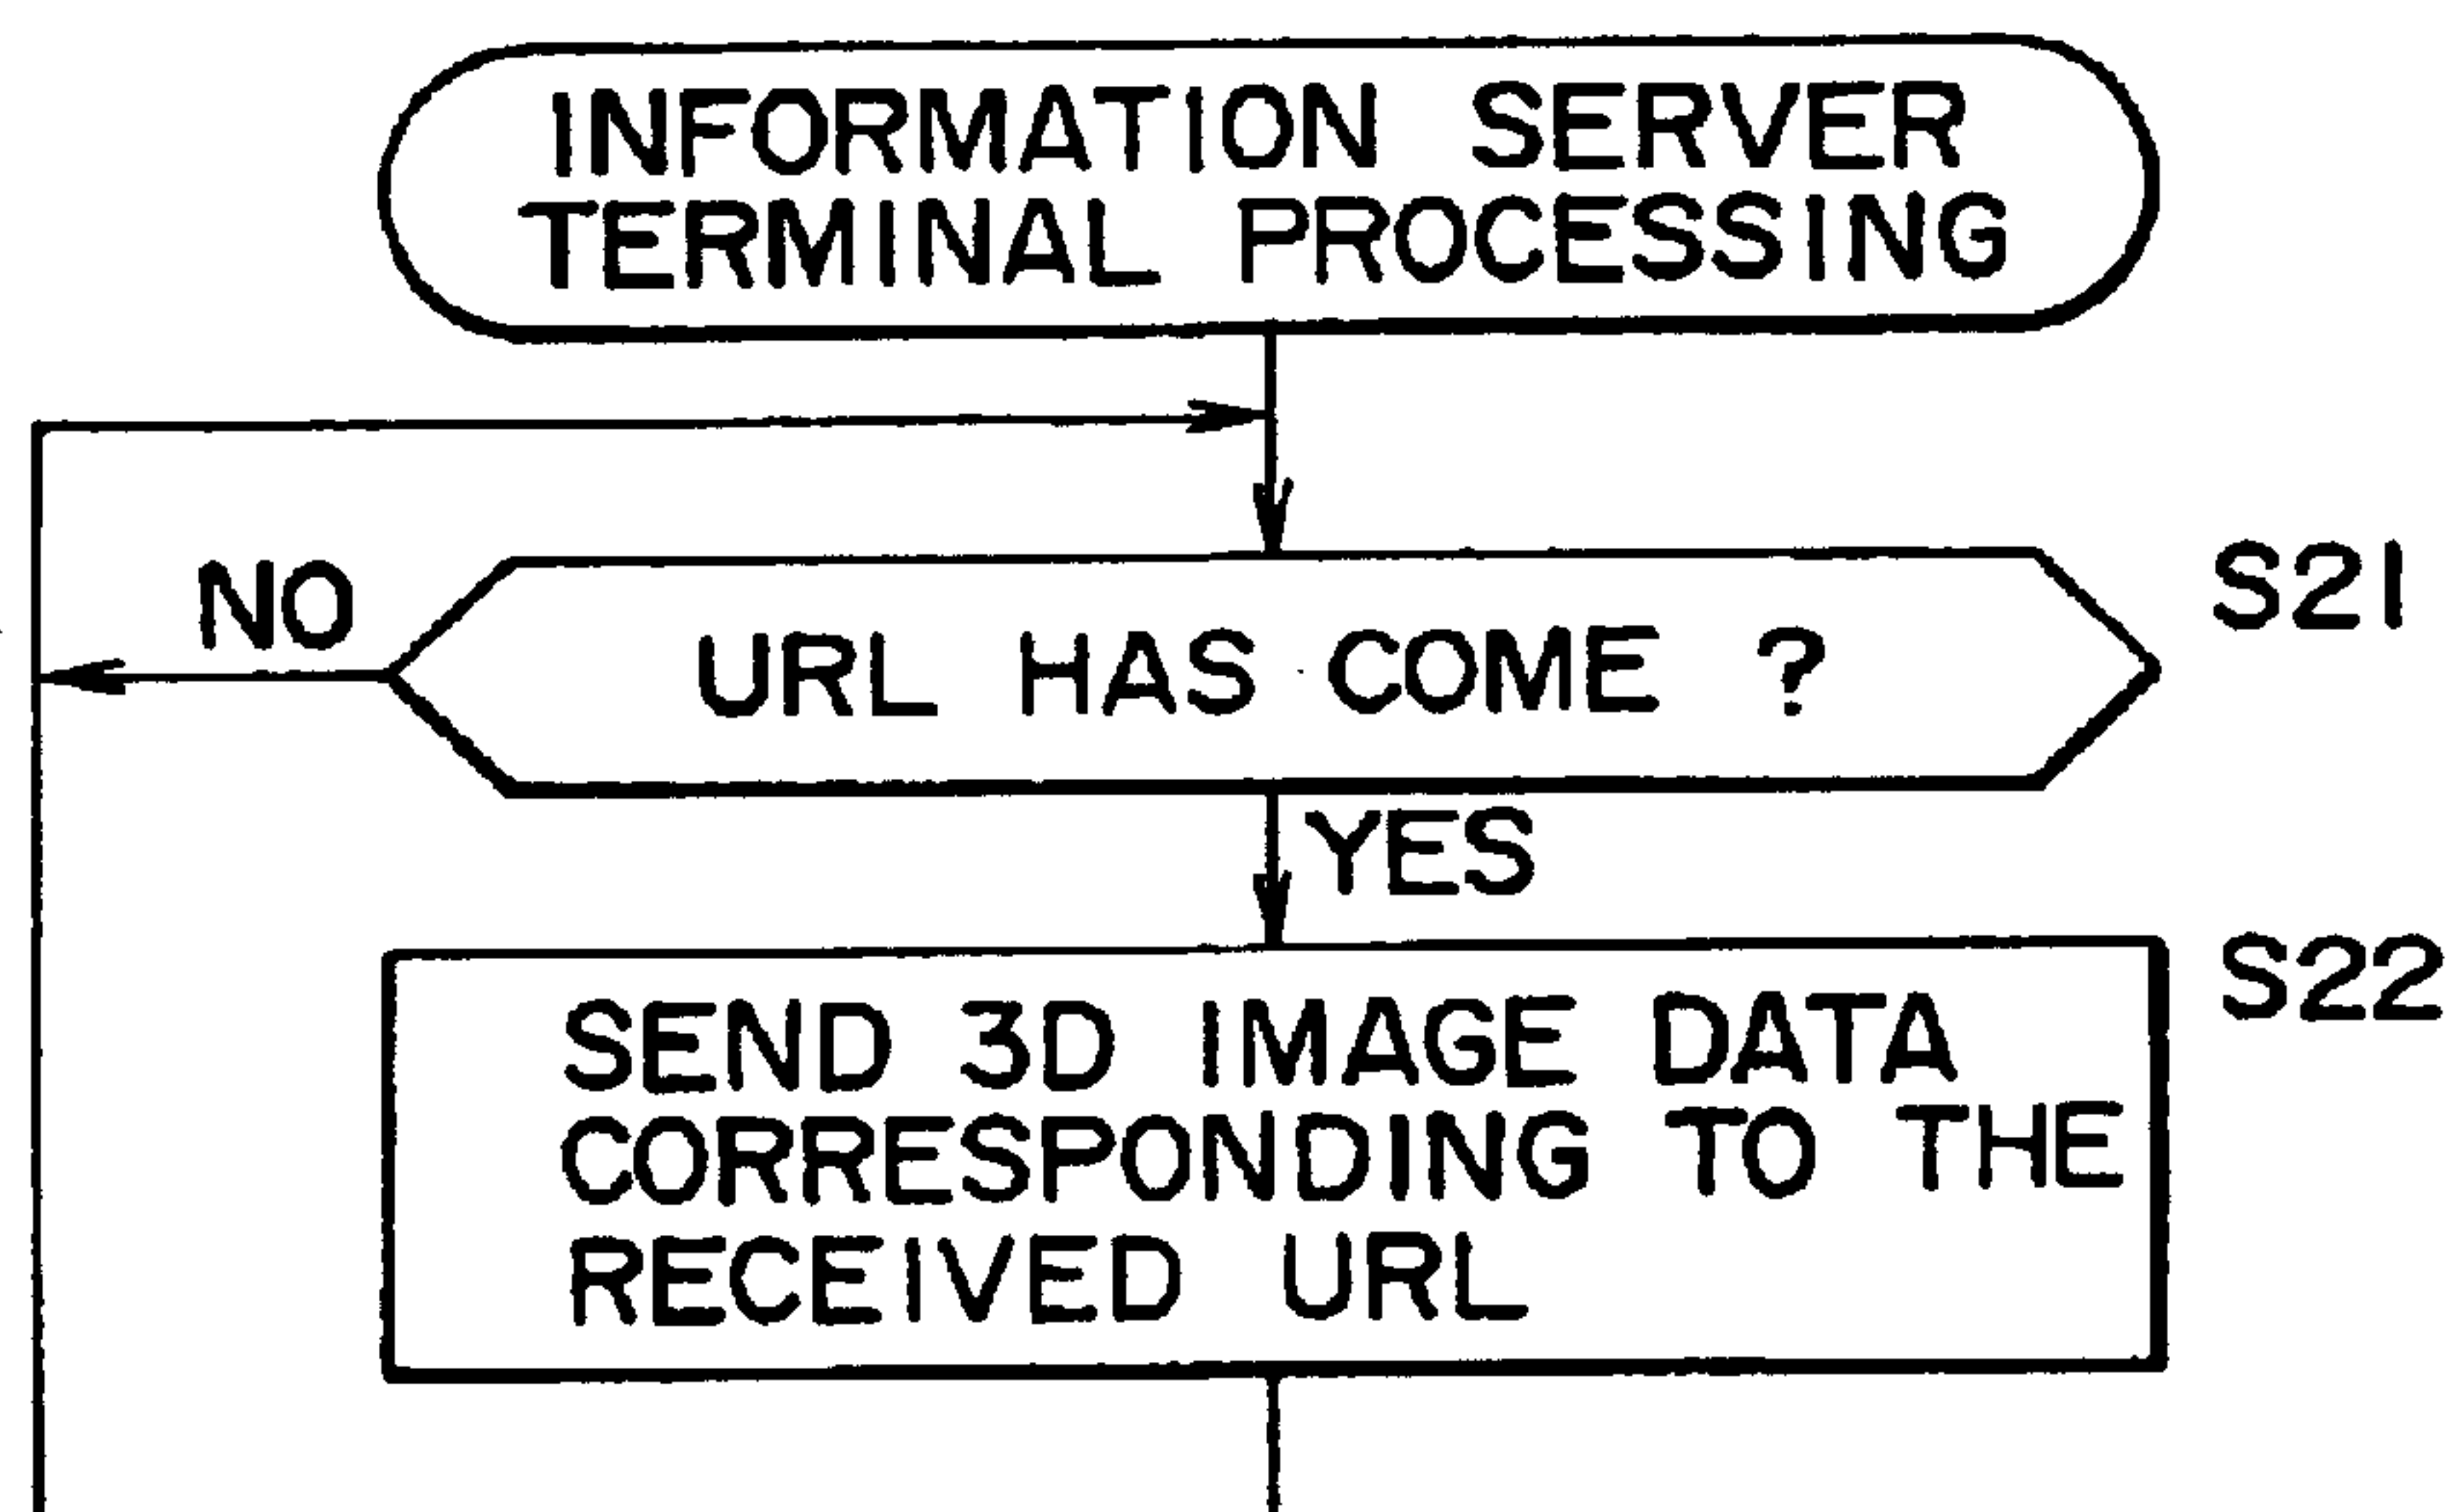 INFORMATION SERVER
TERMINAL PROCESSING
NO
URL HAS COME ?
S21
YES
S22
SEND 3D IMAGE DATA
CORRESPONDING TO THE
RECEIVED URL